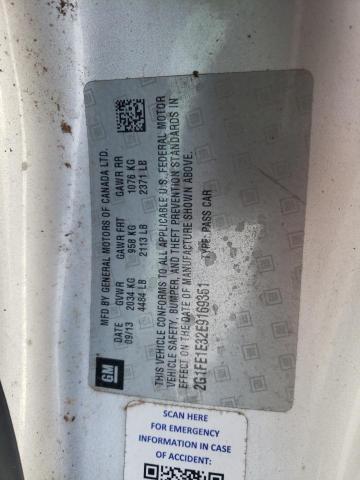 MFD BY GENERAL MOTORS OF CANADA LTD.
DATE GVWR GAWR FRT GAWR RR
09/13 2034 KG 958 KG 1076 KG
4484 LB 2113 LB 2371 LB
THIS VEHICLE CONFORMS TO ALL APPLICABLE U.S. FEDERAL MOTOR
VEHICLE SAFETY, BUMPER, AND THEFT PREVENTION STANDARDS IN
EFFECT ON THE DATE OF MANUFACTURE SHOWN ABOVE.
2G1FE1E32E9169351 TYPE: PASS CAR
GM
SCAN HERE
FOR EMERGENCY
INFORMATION IN CASE
OF ACCIDENT: